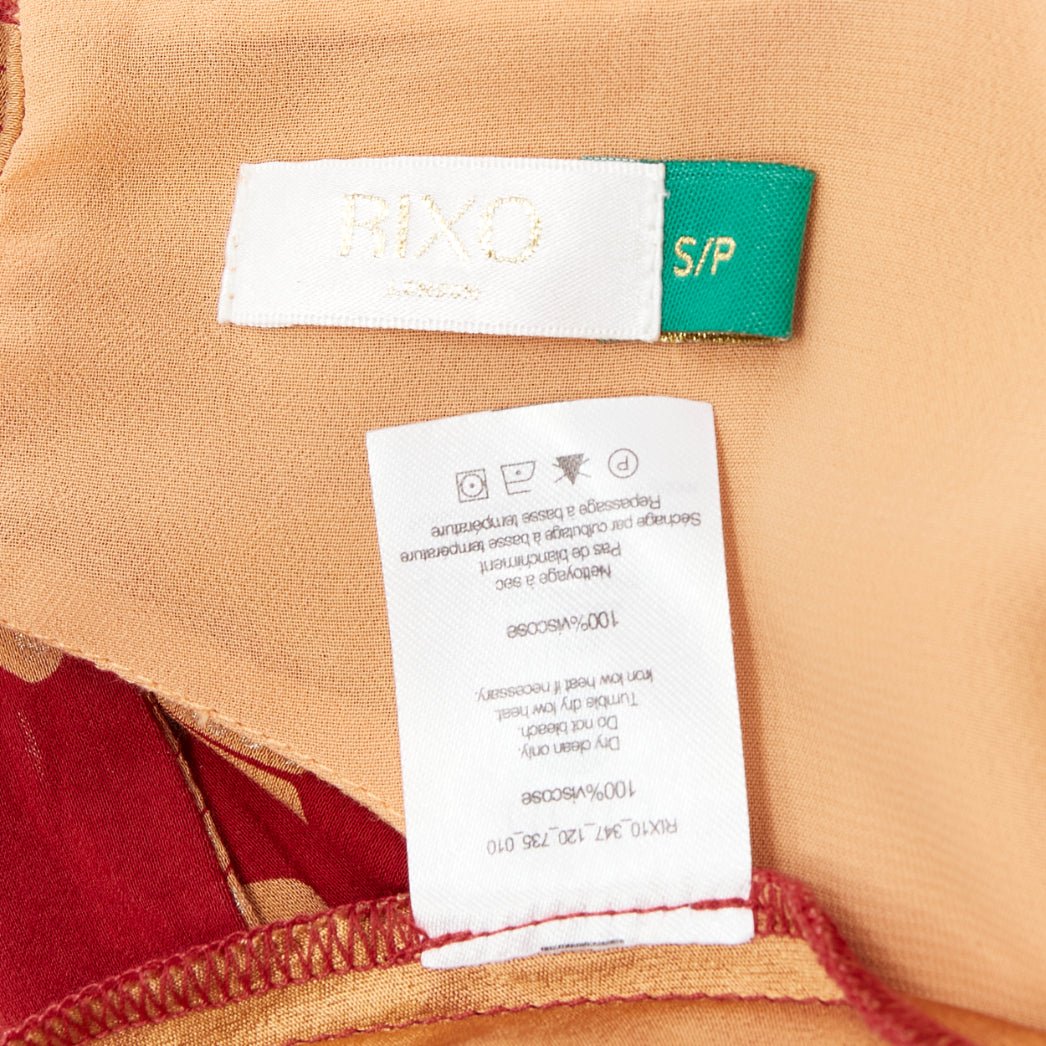 RIXO
LONDON
S/P
RIX10_347_120_735_010
100%viscose
Dry clean only.
Do not bleach.
Tumble dry low heat.
Iron low heat if necessary.
100%viscose
Nettoyage à sec
Pas de blanchiment
Séchage par culbutage à basse température
Repassage à basse température
P